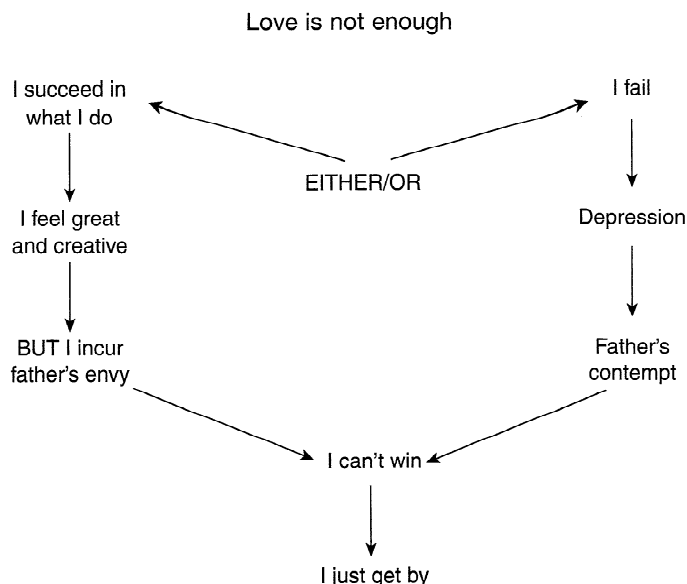 Love is not enough
I succeed in
what I do
I fail
EITHER/OR
I feel great
and creative
Depression
BUT I incur
father's envy
Father's
contempt
I can't win
I just get by